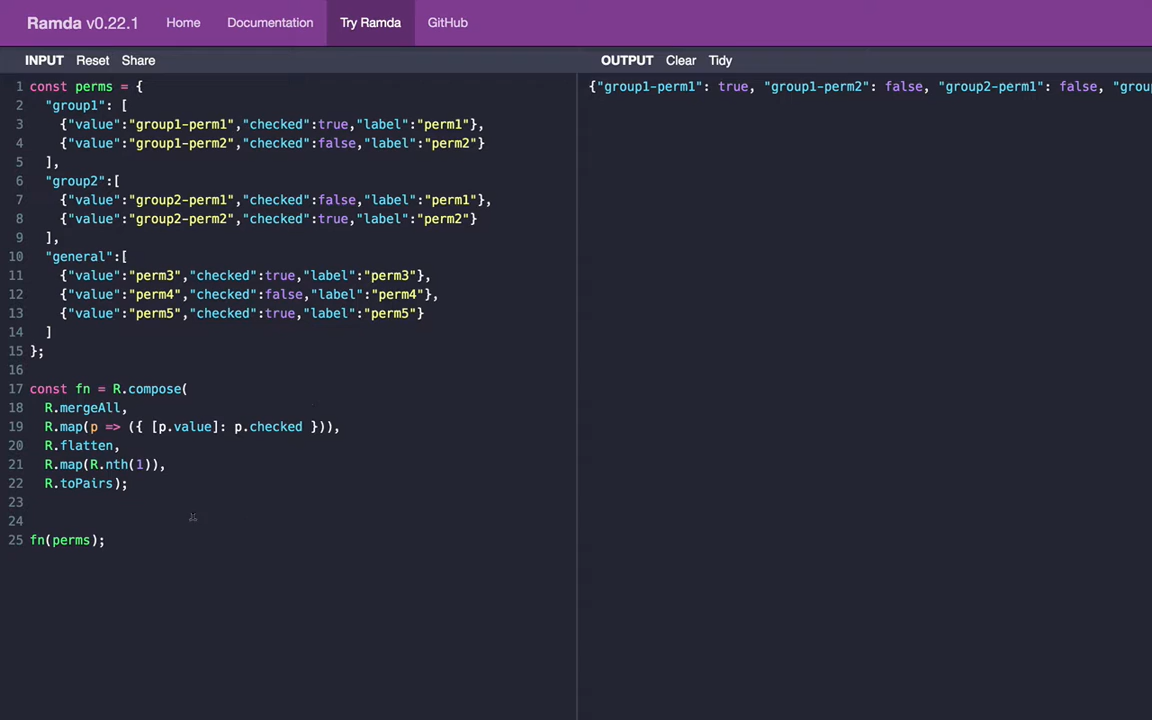 Ramda v0.22.1 Home Documentation Try Ramda GitHub
INPUT Reset Share
OUTPUT Clear Tidy
1 const perms = {
2 "group1": [
3 {"value":"group1-perm1","checked":true,"label":"perm1"},
4 {"value":"group1-perm2","checked":false,"label":"perm2"}
5 ],
6 "group2":[
7 {"value":"group2-perm1","checked":false,"label":"perm1"},
8 {"value":"group2-perm2","checked":true,"label":"perm2"}
9 ],
10 "general":[
11 {"value":"perm3","checked":true,"label":"perm3"},
12 {"value":"perm4","checked":false,"label":"perm4"},
13 {"value":"perm5","checked":true,"label":"perm5"}
14 ]
15 };
16
17 const fn = R.compose(
18 R.mergeAll,
19 R.map(p => ({ [p.value]: p.checked })),
20 R.flatten,
21 R.map(R.nth(1)),
22 R.toPairs);
23
24
25 fn(perms);
{"group1-perm1": true, "group1-perm2": false, "group2-perm1": false, "grou